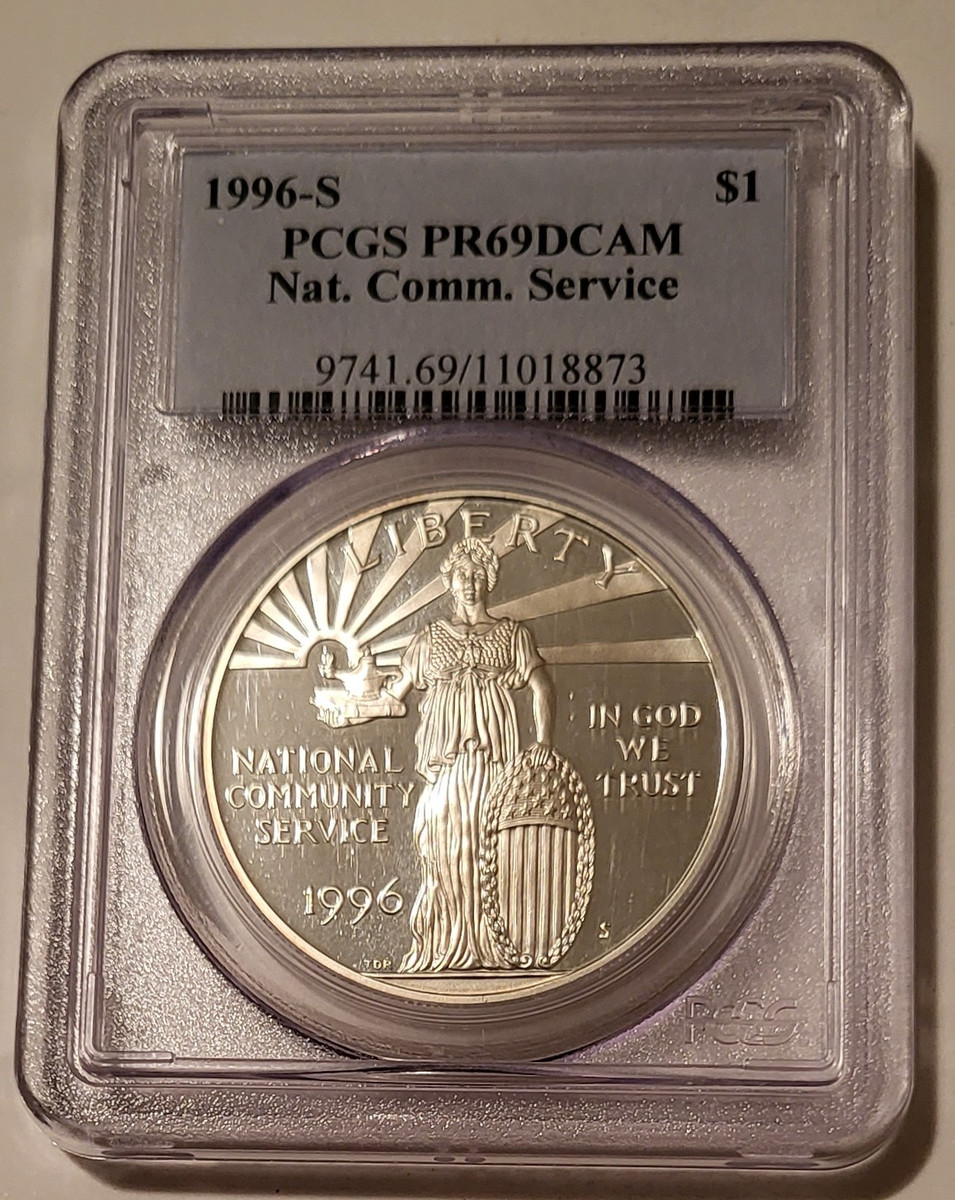 1996-S $1
PCGS PR69DCAM
Nat. Comm. Service
9741.69/11018873
LIBERTY
IN GOD
WE
TRUST
NATIONAL
COMMUNITY
SERVICE
1996
S
TDR
PCGS